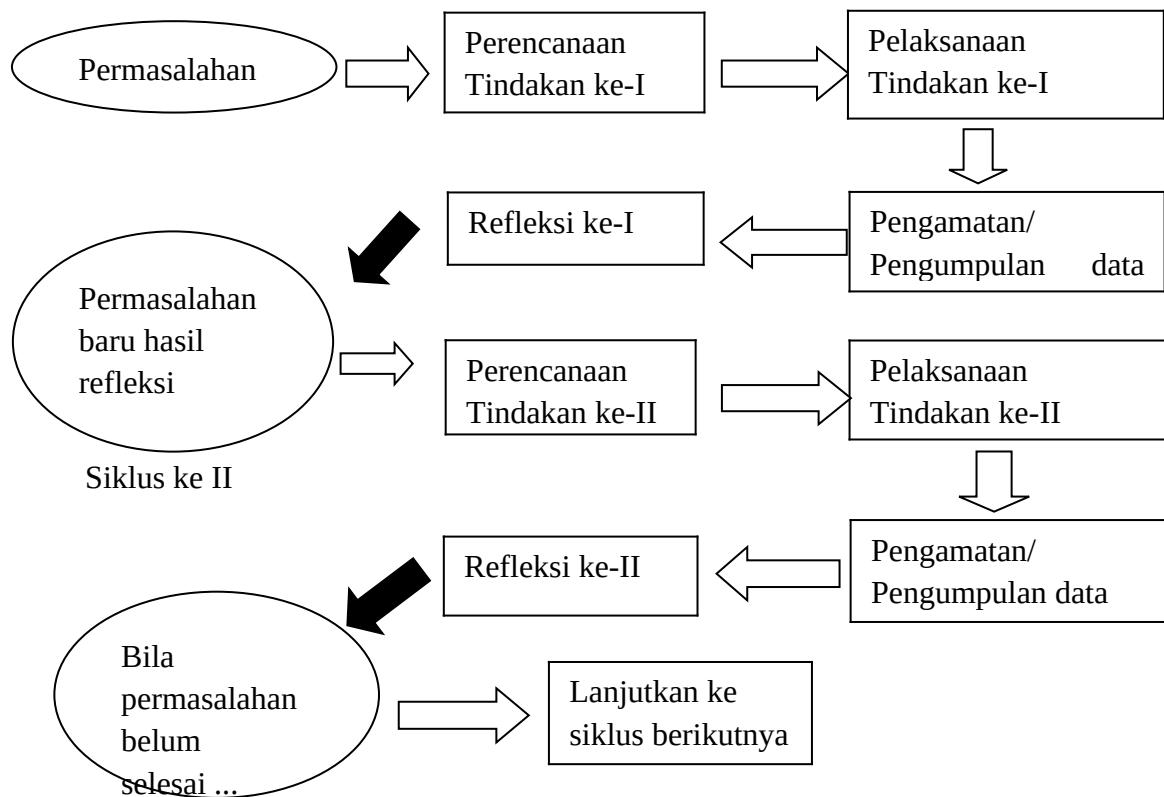 Permasalahan
Perencanaan
Tindakan ke-I
Pelaksanaan
Tindakan ke-I
Refleksi ke-I
Pengamatan/
Pengumpulan data
Permasalahan
baru hasil
refleksi
Perencanaan
Tindakan ke-II
Pelaksanaan
Tindakan ke-II
Siklus ke II
Refleksi ke-II
Pengamatan/
Pengumpulan data
Bila
permasalahan
belum
selesai ...
Lanjutkan ke
siklus berikutnya